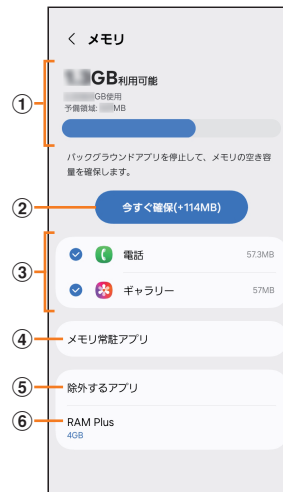 メモリ
GB利用可能
GB使用
予備領域: MB
バックグラウンドアプリを停止して、メモリの空き容
量を確保します。
今すぐ確保(+114MB)
電話 57.3MB
ギャラリー 57MB
メモリ常駐アプリ
除外するアプリ
RAM Plus
4GB
①
②
③
④
⑤
⑥